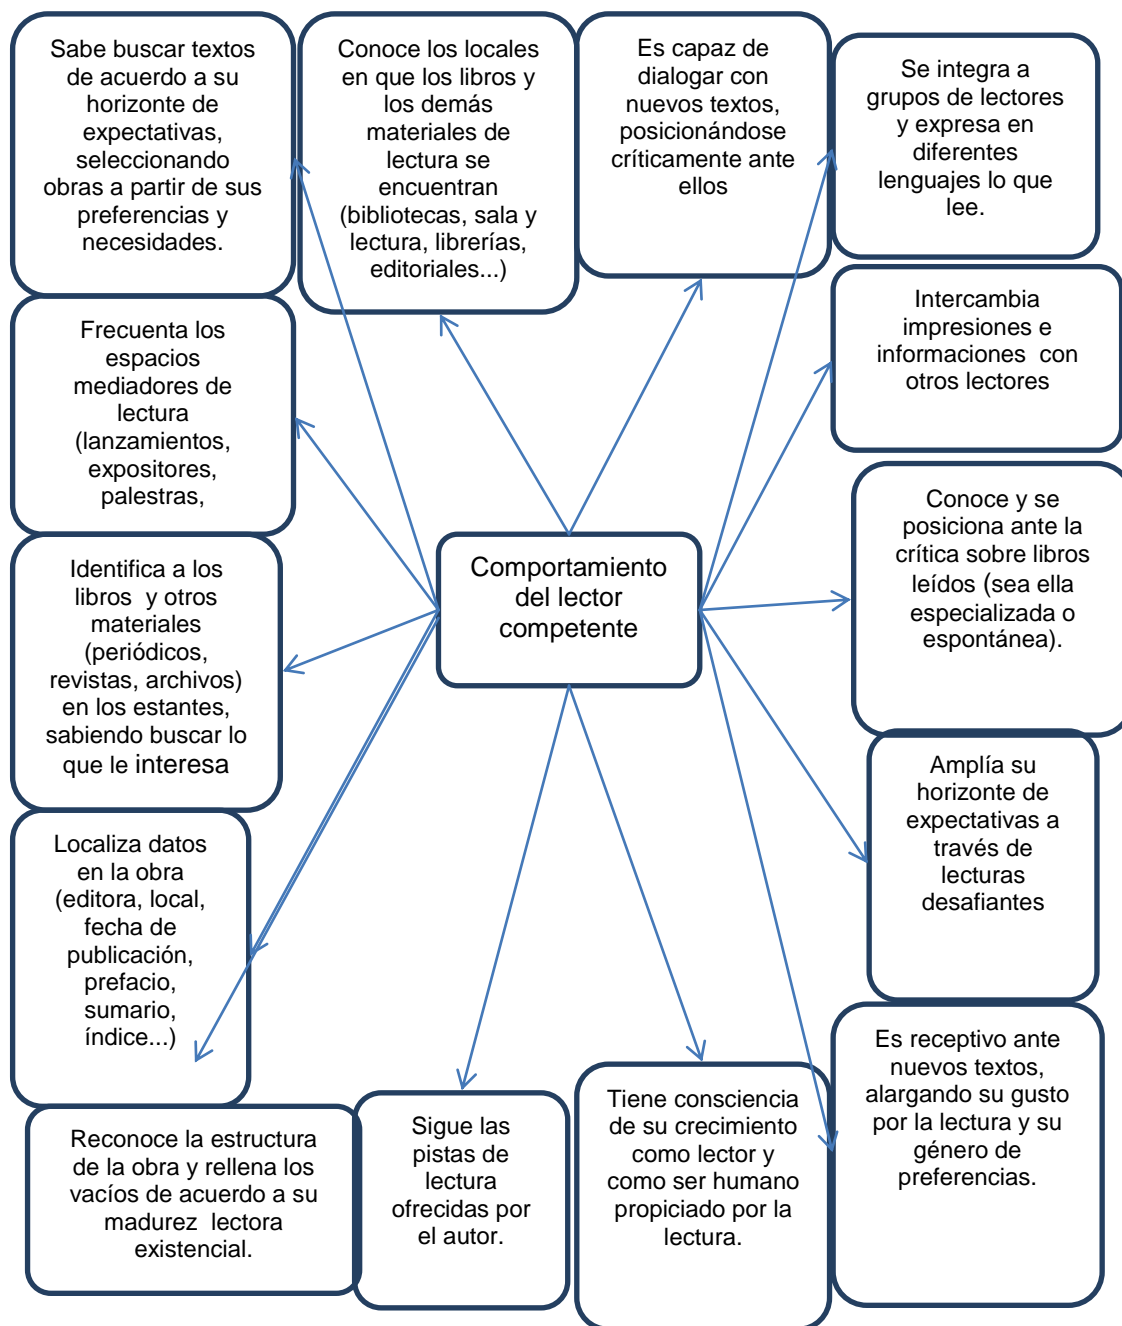 Sabe buscar textos
de acuerdo a su
horizonte de
expectativas,
seleccionando
obras a partir de sus
preferencias y
necesidades.
Conoce los locales
en que los libros y
los demás
materiales de
lectura se
encuentran
(bibliotecas, sala y
lectura, librerías,
editoriales...)
Es capaz de
dialogar con
nuevos textos,
posicionándose
críticamente ante
ellos
Se integra a
grupos de lectores
y expresa en
diferentes
lenguajes lo que
lee.
Frecuenta los
espacios
mediadores de
lectura
(lanzamientos,
expositores,
palestras,
Intercambia
impresiones e
informaciones  con
otros lectores
Identifica a los
libros  y otros
materiales
(periódicos,
revistas, archivos)
en los estantes,
sabiendo buscar lo
que le interesa
Comportamiento
del lector
competente
Conoce y se
posiciona ante la
crítica sobre libros
leídos (sea ella
especializada o
espontánea).
Localiza datos
en la obra
(editora, local,
fecha de
publicación,
prefacio,
sumario,
índice...)
Amplía su
horizonte de
expectativas a
través de
lecturas
desafiantes
Reconoce la estructura
de la obra y rellena los
vacíos de acuerdo a su
madurez  lectora
existencial.
Sigue las
pistas de
lectura
ofrecidas por
el autor.
Tiene consciencia
de su crecimiento
como lector y
como ser humano
propiciado por la
lectura.
Es receptivo ante
nuevos textos,
alargando su gusto
por la lectura y su
género de
preferencias.